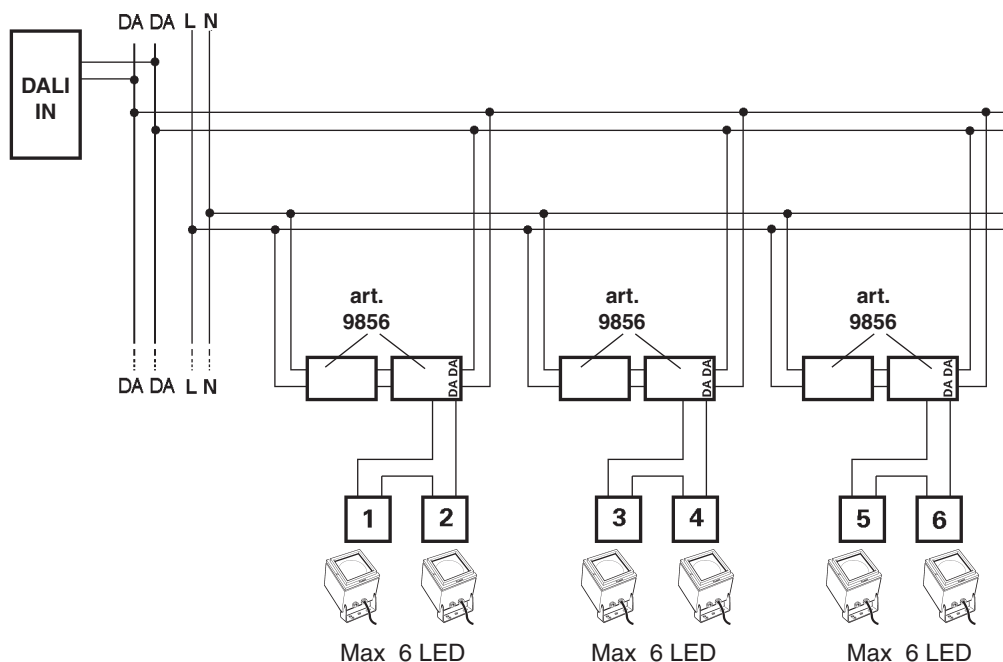 DA DA L N
DALI
IN
art.
9856
art.
9856
art.
9856
DA DA
DA DA
DA DA
DA DA L N
1
2
3
4
5
6
Max 6 LED
Max 6 LED
Max 6 LED